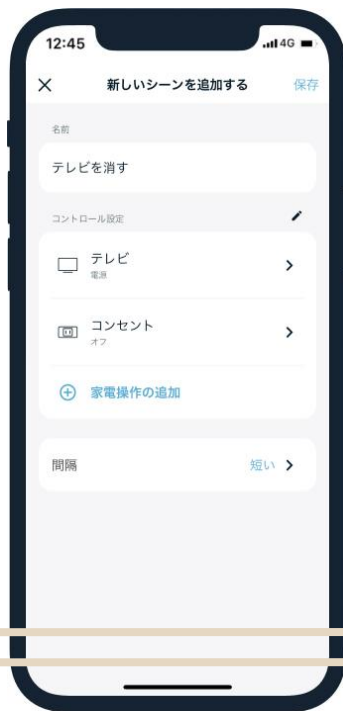 12:45
4G
新しいシーンを追加する
保存
名前
テレビを消す
コントロール設定
テレビ
電源
コンセント
オフ
家電操作の追加
間隔
短い